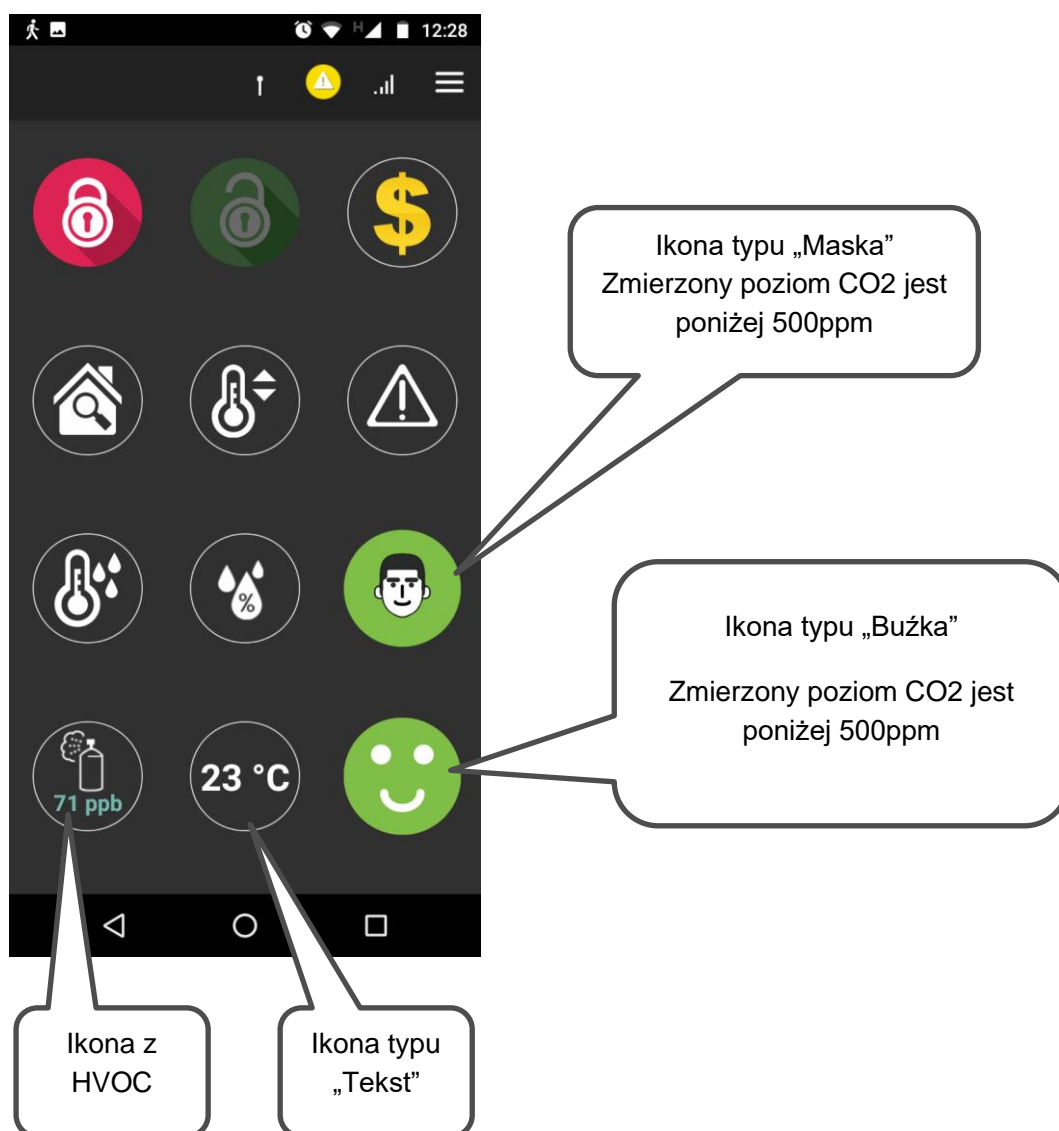 12:28
H
Ikona typu „Maska”
Zmierzony poziom CO2 jest
poniżej 500ppm
%
Ikona typu „Buźka”
Zmierzony poziom CO2 jest
poniżej 500ppm
71 ppb
23 °C
Ikona z
HVOC
Ikona typu
„Tekst”